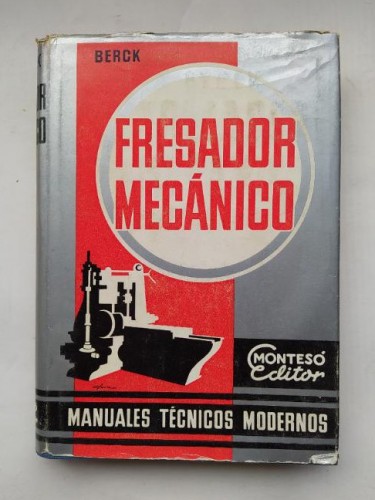 BERCK
FRESADOR
MECÁNICO
MONTESÓ
Editor
MANUALES TÉCNICOS MODERNOS